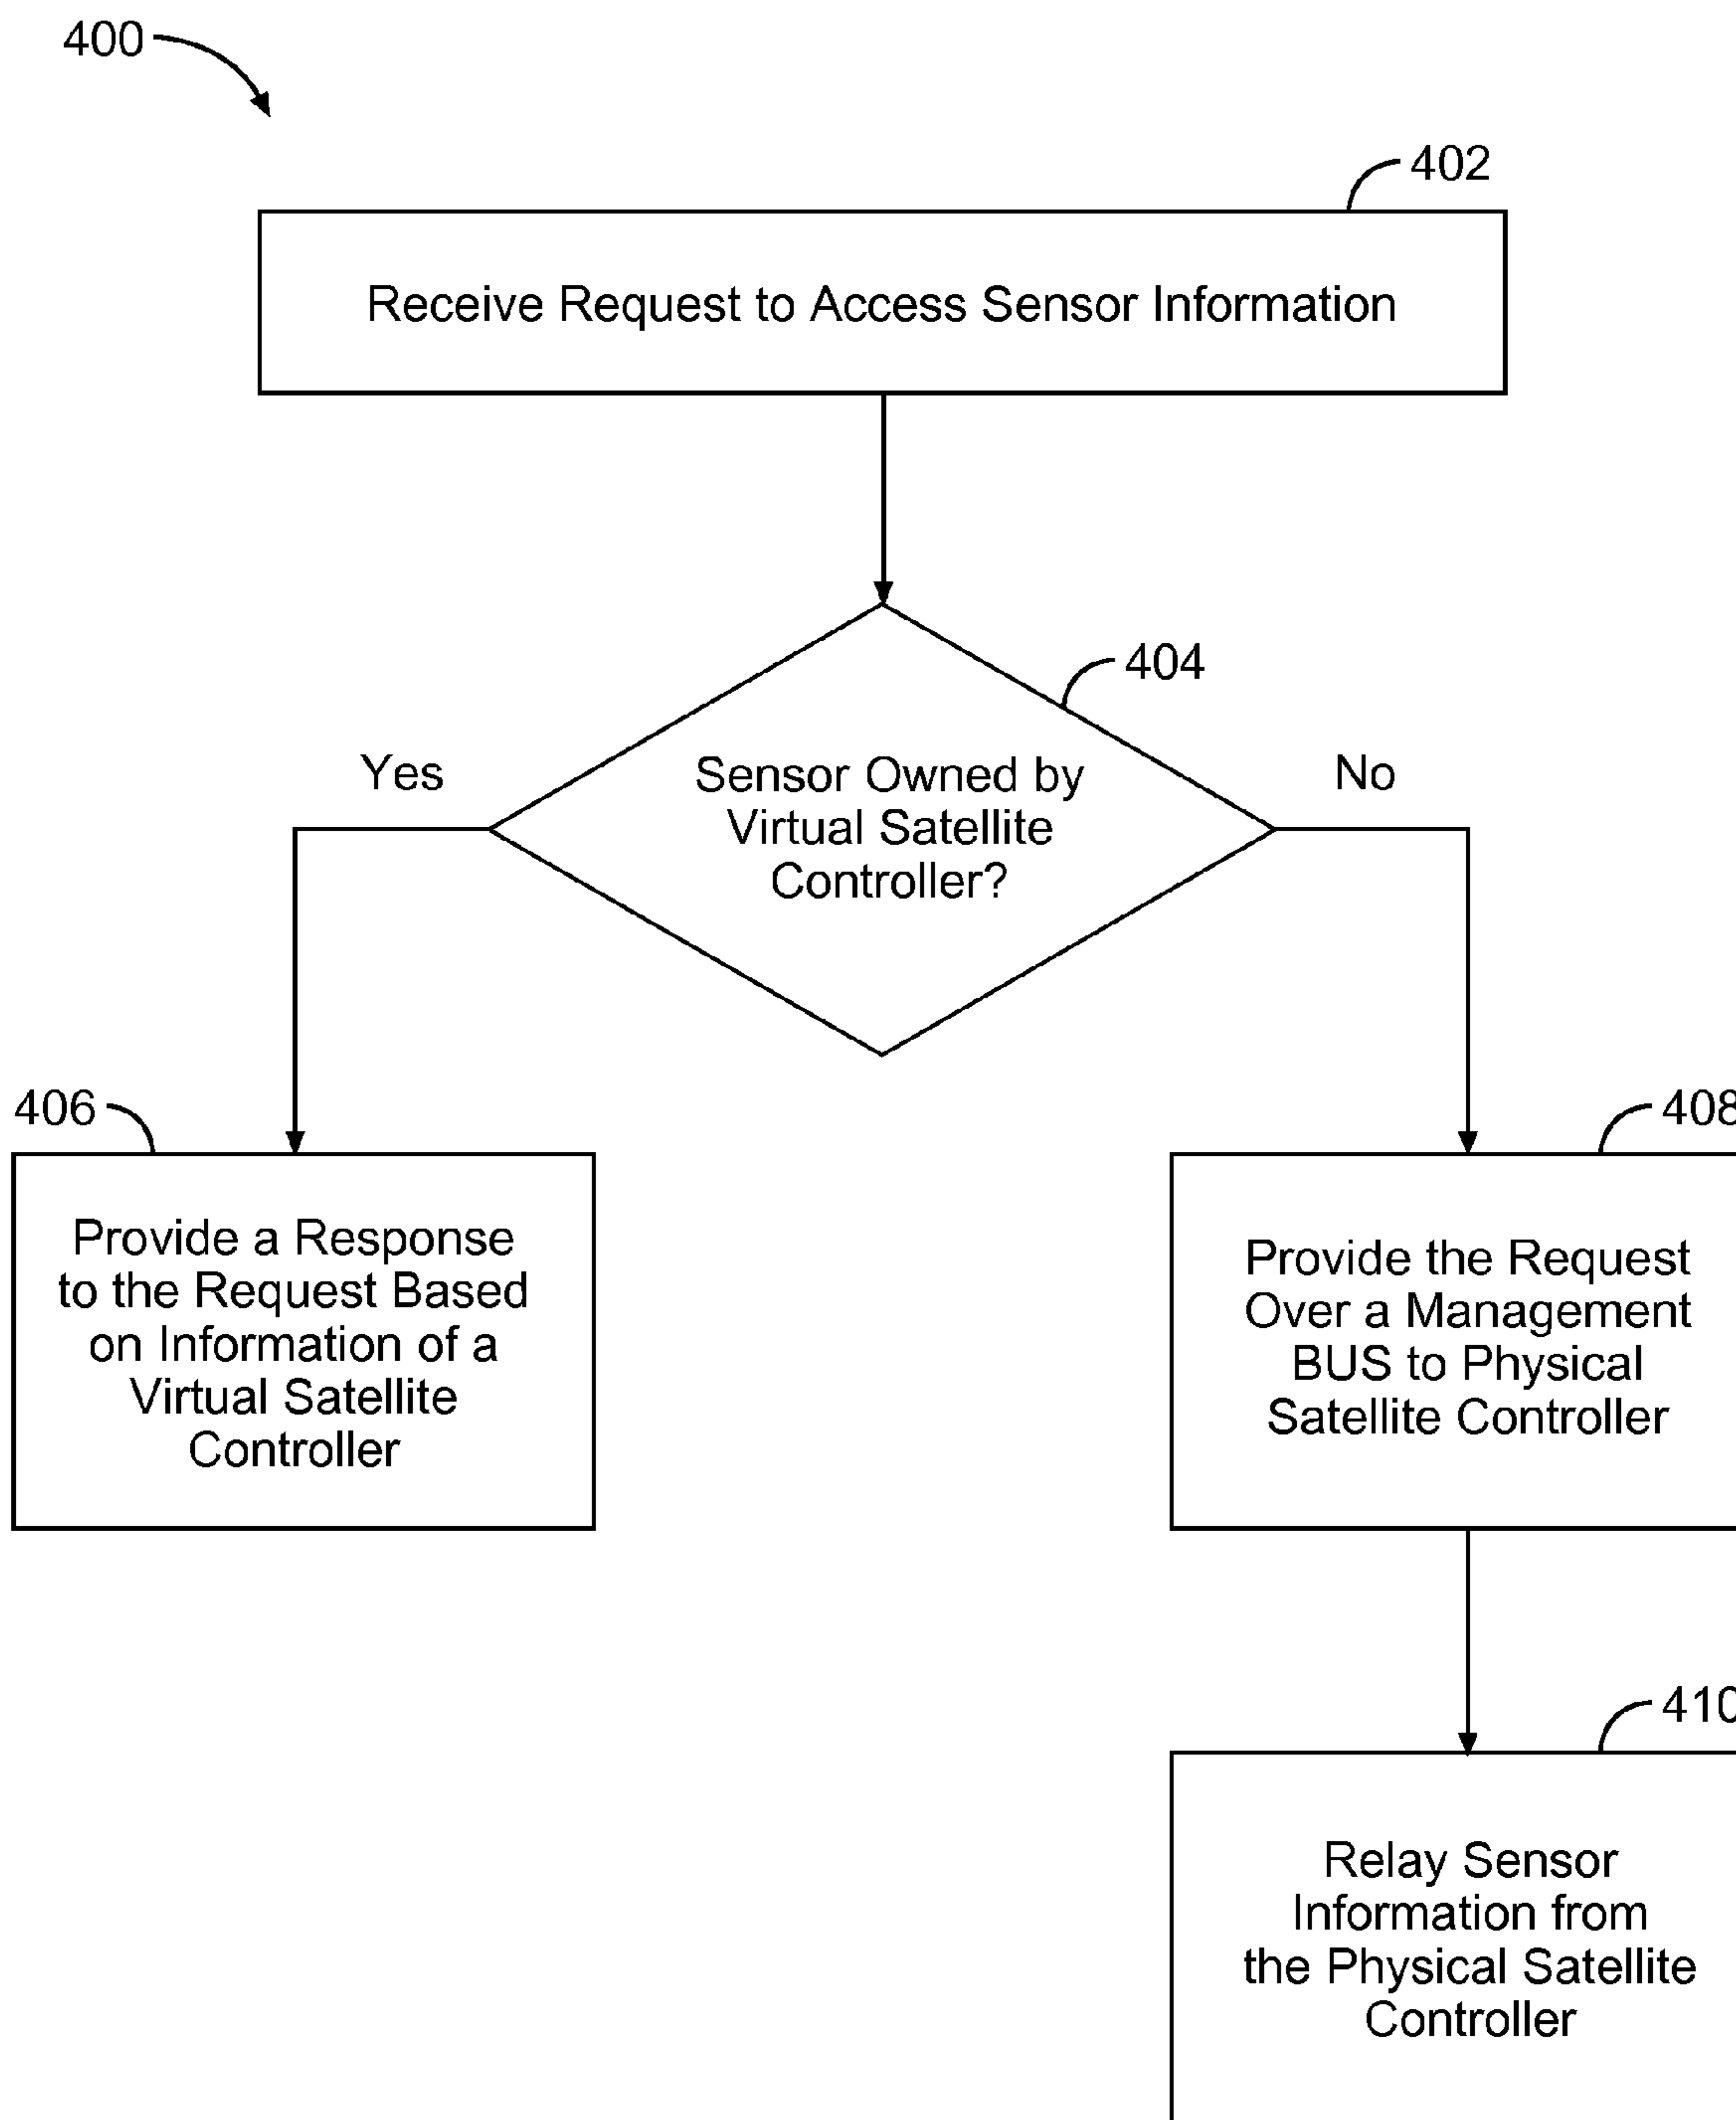 400
402
Receive Request to Access Sensor Information
404
Yes
Sensor Owned by
Virtual Satellite
Controller?
No
406
Provide a Response
to the Request Based
on Information of a
Virtual Satellite
Controller
408
Provide the Request
Over a Management
BUS to Physical
Satellite Controller
410
Relay Sensor
Information from
the Physical Satellite
Controller